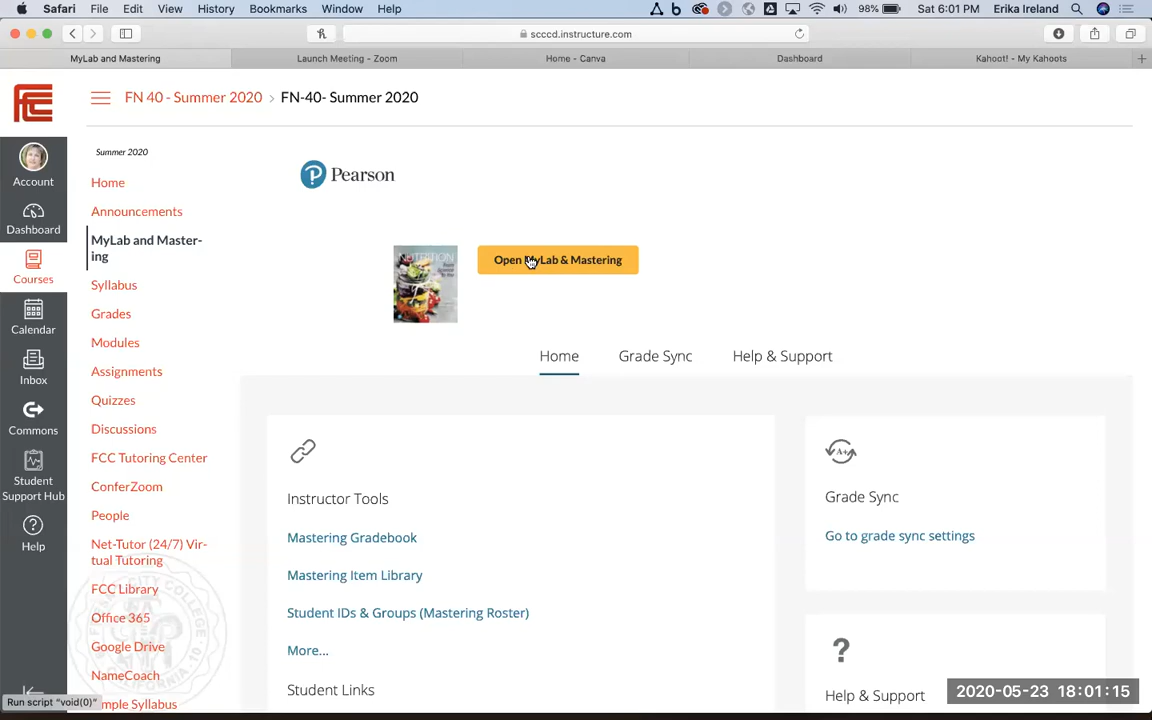 Safari File Edit View History Bookmarks Window Help 98% Sat 6:01 PM Erika Ireland
scccd.instructure.com
MyLab and Mastering Launch Meeting - Zoom Home - Canva Dashboard Kahoot! - My Kahoots
FN 40 - Summer 2020 › FN-40- Summer 2020
Summer 2020
Account
Dashboard
Courses
Calendar
Inbox
Commons
Student
Support Hub
Help
Home
Announcements
MyLab and Master-
ing
Syllabus
Grades
Modules
Assignments
Quizzes
Discussions
FCC Tutoring Center
ConferZoom
People
Net-Tutor (24/7) Vir-
tual Tutoring
FCC Library
Office 365
Google Drive
NameCoach
mple Syllabus
Run script "void(0)"
Pearson
NUTRITION
Open MyLab & Mastering
Home Grade Sync Help & Support
Instructor Tools
Mastering Gradebook
Mastering Item Library
Student IDs & Groups (Mastering Roster)
More...
Student Links
Grade Sync
Go to grade sync settings
Help & Support
2020-05-23 18:01:15